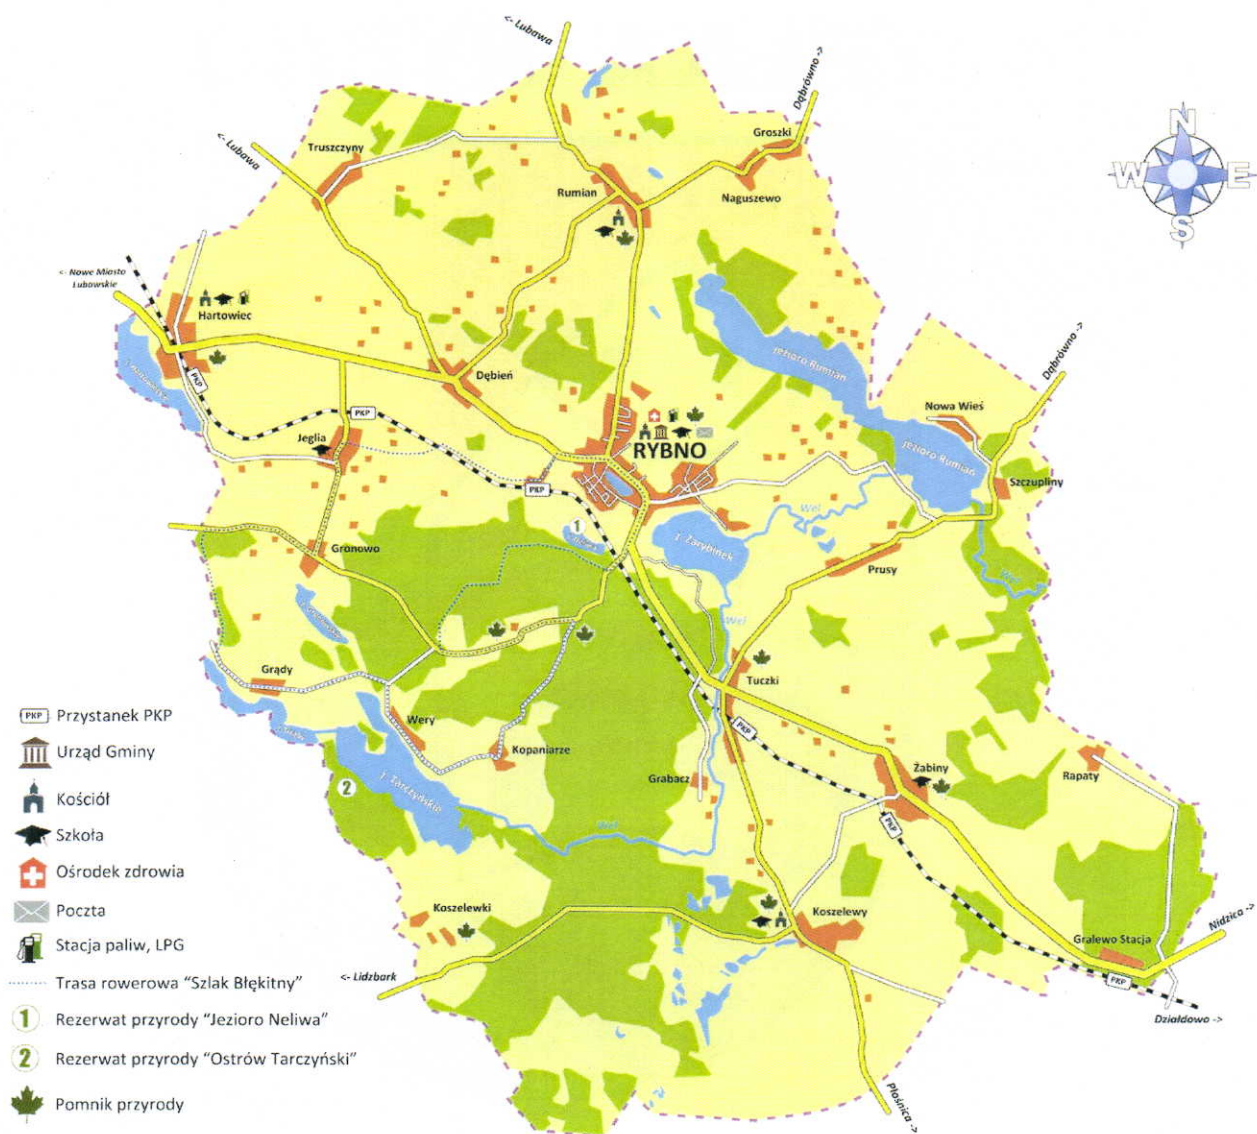 <- Lubawa
Dąbrówno ->
<- Lubawa
Groszki
Truszczyny
Rumian
Naguszewo
N
W
E
S
<- Nowe Miasto
Lubawskie
Hartowiec
Dębień
Jezioro Rumian
Dąbrówno ->
Nowa Wieś
PKP
PKP
Jeglia
RYBNO
Jezioro Rumian
Szczupliny
PKP
1
Wel
J. Zarybinek
Gronowo
Prusy
Wel
Wel
Grądy
Tuczki
Wery
Kopaniarze
PKP
Grabacz
Żabiny
Rapaty
2
J. Tarczyńskie
PKP
Wel
Koszelewki
Koszelewy
Gralewo Stacja
Nidzica ->
<- Lidzbark
PKP
Działdowo ->
Płośnica ->
PKP Przystanek PKP
Urząd Gminy
Kościół
Szkoła
Ośrodek zdrowia
Poczta
Stacja paliw, LPG
Trasa rowerowa “Szlak Błękitny”
1 Rezerwat przyrody “Jezioro Neliwa”
2 Rezerwat przyrody “Ostrów Tarczyński”
Pomnik przyrody